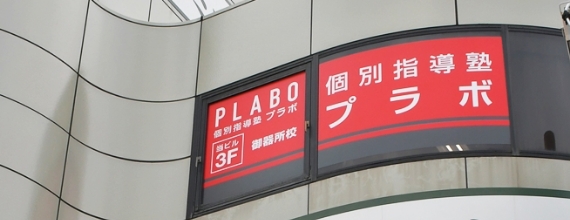 PLABO
個別指導塾 プラボ
当ビル
3F
御器所校
個別指導塾
プラボ